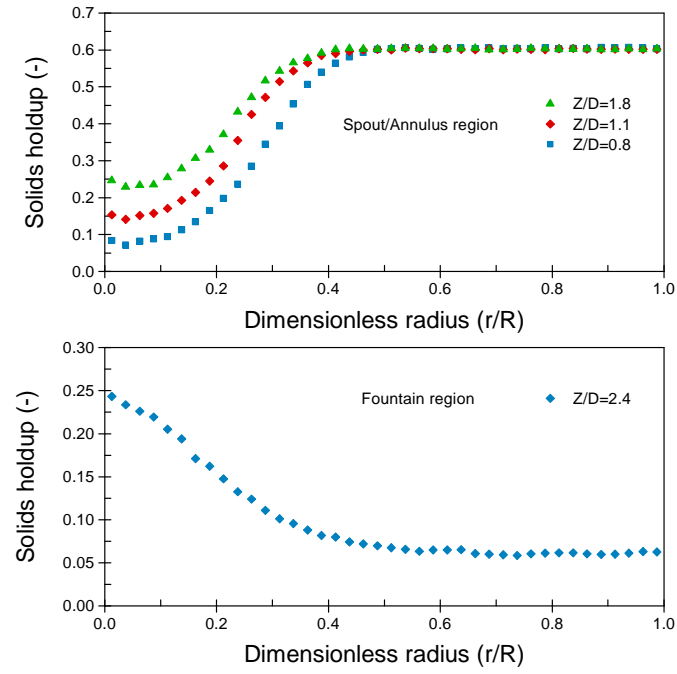 Solids holdup (-)
0.7
0.6
0.5
0.4
0.3
0.2
0.1
0.0
Z/D=1.8
Z/D=1.1
Z/D=0.8
Spout/Annulus region
0.0 0.2 0.4 0.6 0.8 1.0
Dimensionless radius (r/R)
Solids holdup (-)
0.30
0.25
0.20
0.15
0.10
0.05
0.00
Fountain region
Z/D=2.4
0.0 0.2 0.4 0.6 0.8 1.0
Dimensionless radius (r/R)